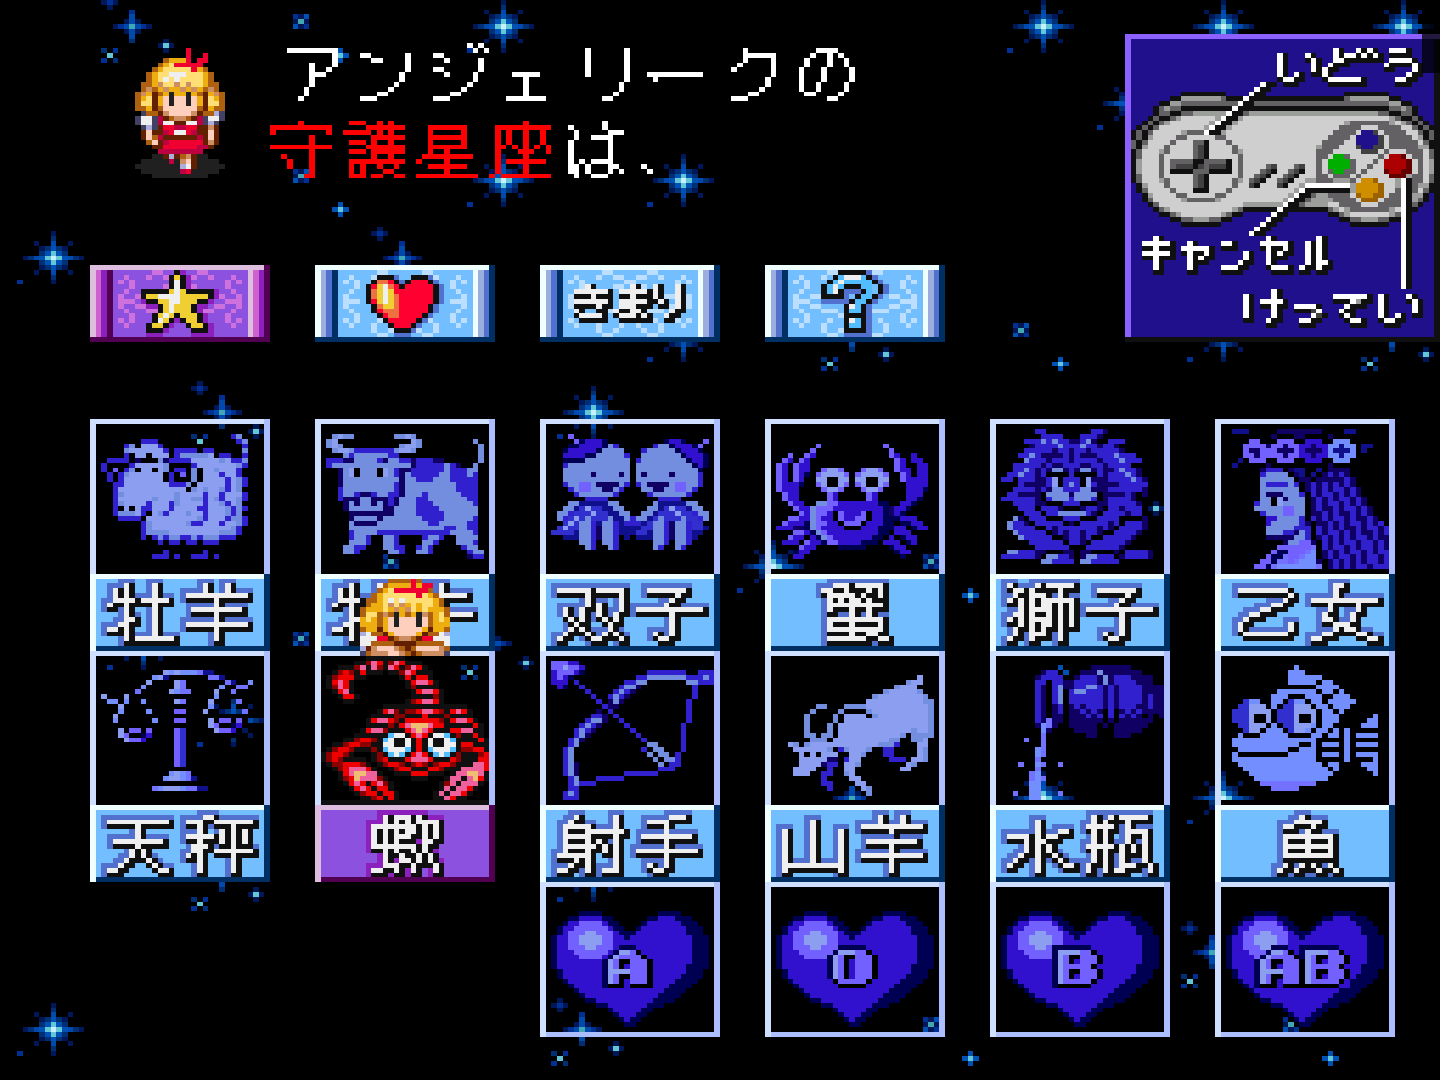 アンジェリークの
守護星座は、
いどう
キャンセル
けってい
きまり
?
牡羊
双子
蟹
獅子
乙女
天秤
蠍
射手
山羊
水瓶
魚
A
O
B
AB